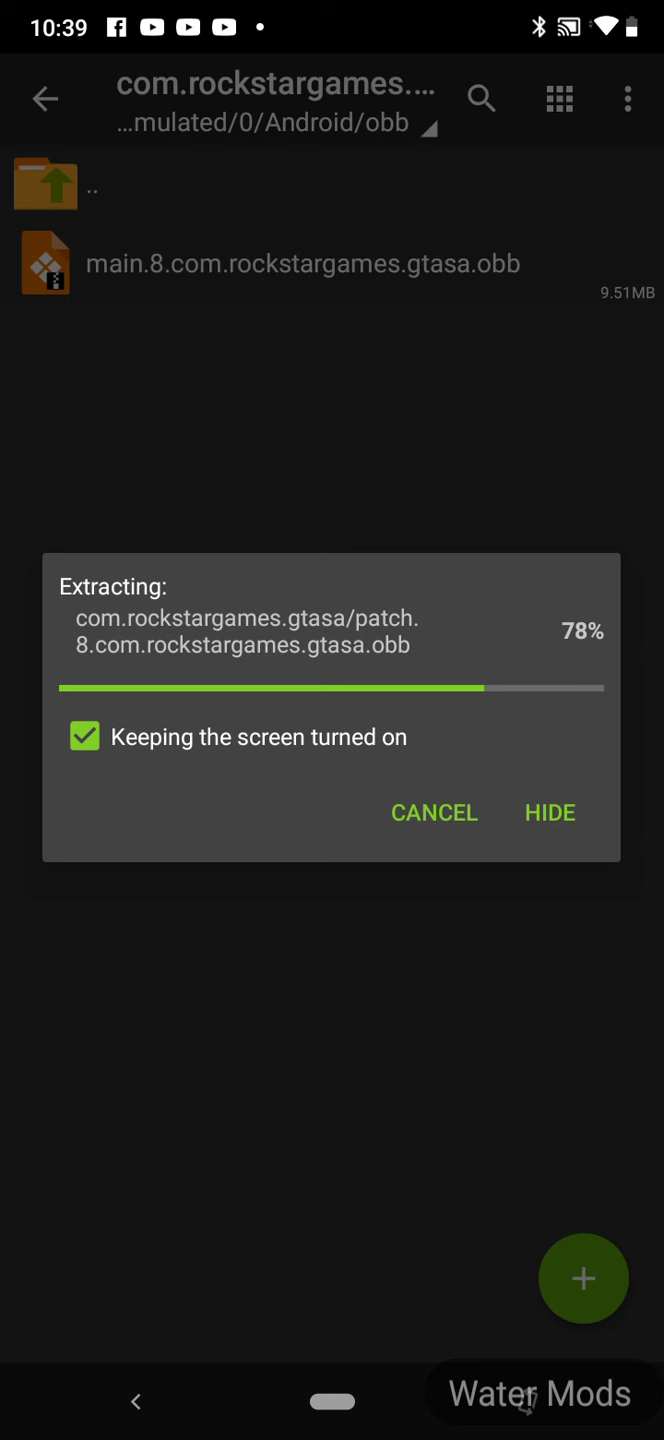 10:39
com.rockstargames....
...mulated/0/Android/obb
..
main.8.com.rockstargames.gtasa.obb
9.51MB
Extracting:
com.rockstargames.gtasa/patch.
8.com.rockstargames.gtasa.obb
78%
Keeping the screen turned on
CANCEL
HIDE
Water Mods